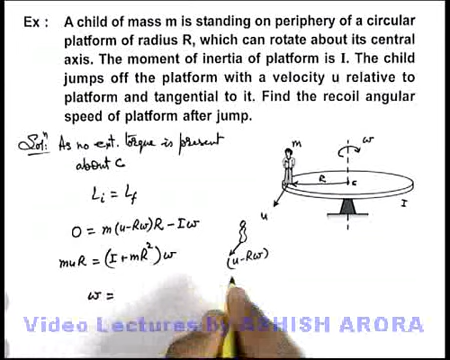 Ex : A child of mass m is standing on periphery of a circular
platform of radius R, which can rotate about its central
axis. The moment of inertia of platform is I. The child
jumps off the platform with a velocity u relative to
platform and tangential to it. Find the recoil angular
speed of platform after jump.
Solⁿ: As no ext. torque is present
about C
Li = Lf
0 = m(u-Rω)R - Iω
muR = (I + mR²)ω
ω =
m
ω
R
c
u
I
(u-Rω)
Video Lectures by ASHISH ARORA